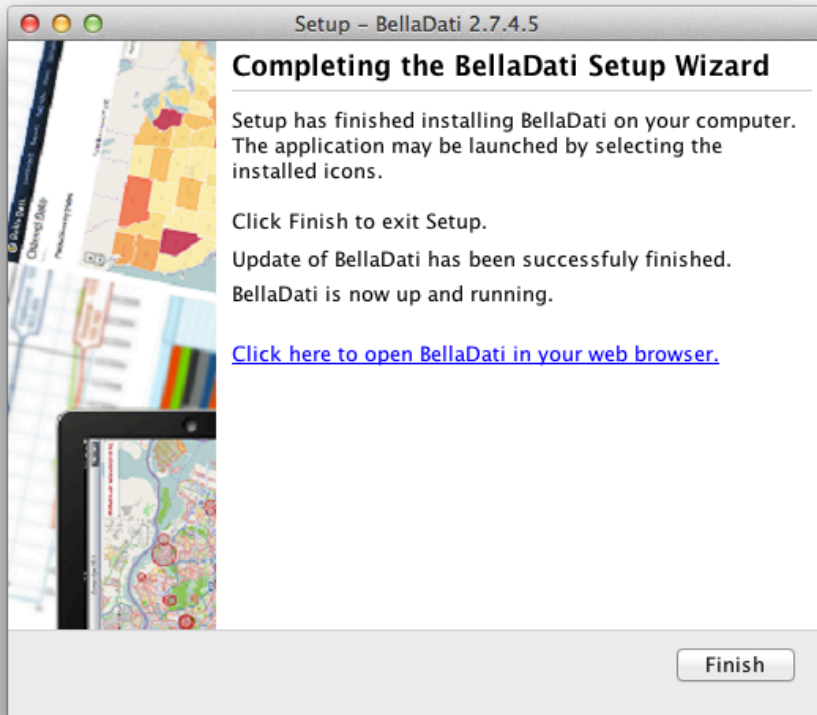 Setup – BellaDati 2.7.4.5
Completing the BellaDati Setup Wizard
Setup has finished installing BellaDati on your computer.
The application may be launched by selecting the
installed icons.
Click Finish to exit Setup.
Update of BellaDati has been successfuly finished.
BellaDati is now up and running.
Click here to open BellaDati in your web browser.
Finish